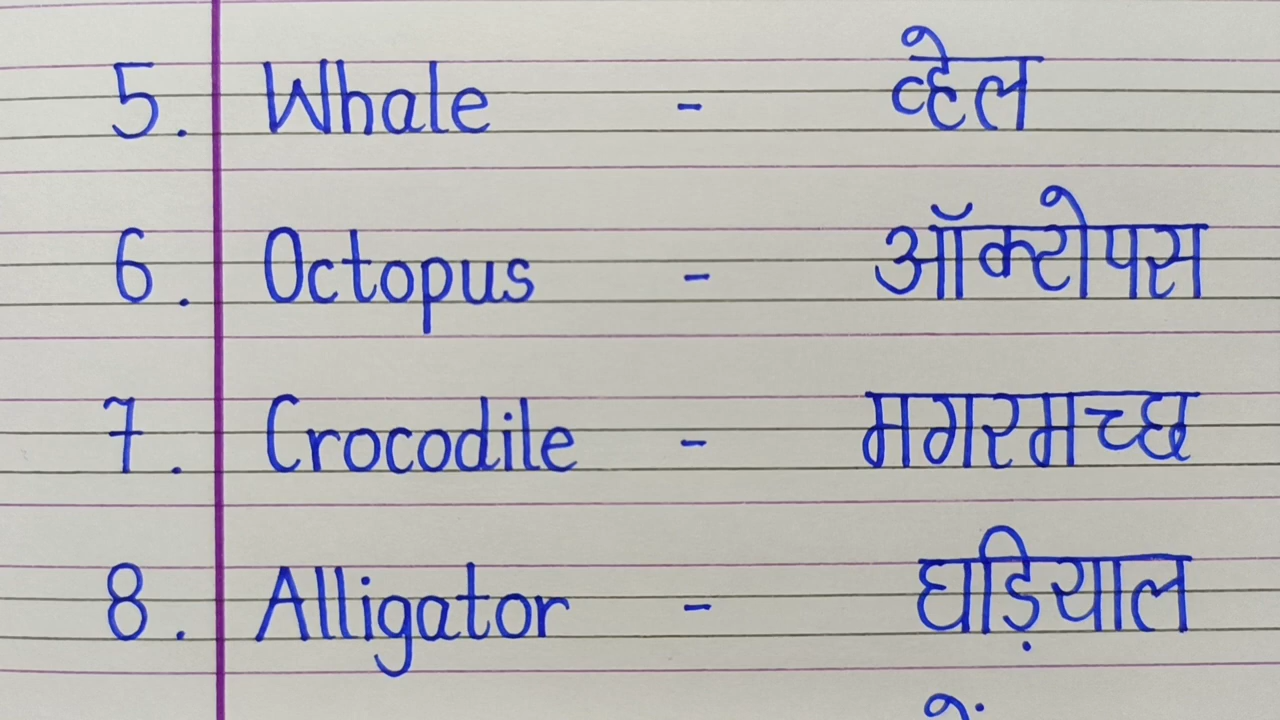 5. Whale - व्हेल
6. Octopus - ऑक्टोपस
7. Crocodile - मगरमच्छ
8. Alligator - घड़ियाल